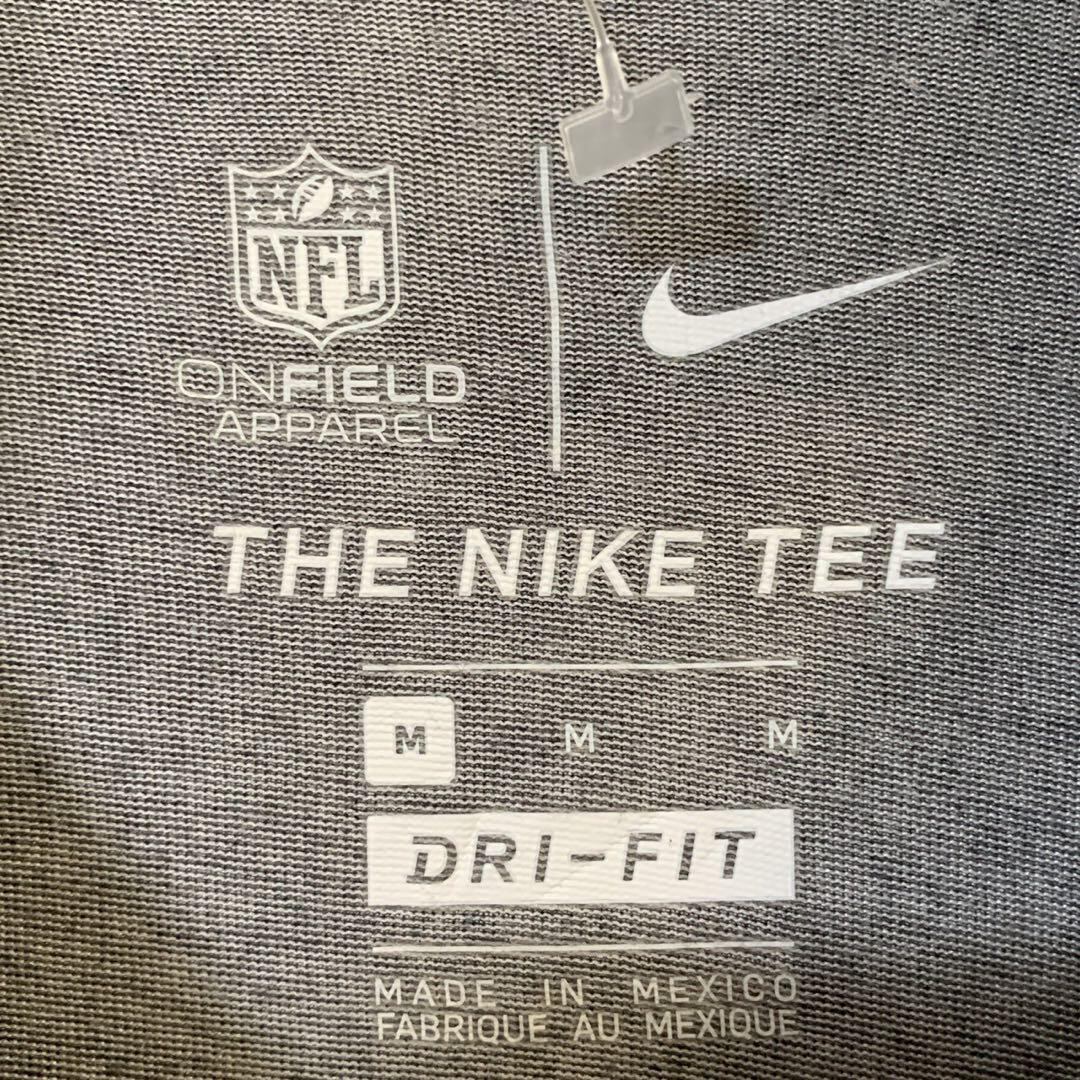 NFL
ONFIELD
APPAREL
THE NIKE TEE
M M M
DRI-FIT
MADE IN MEXICO
FABRIQUE AU MEXIQUE